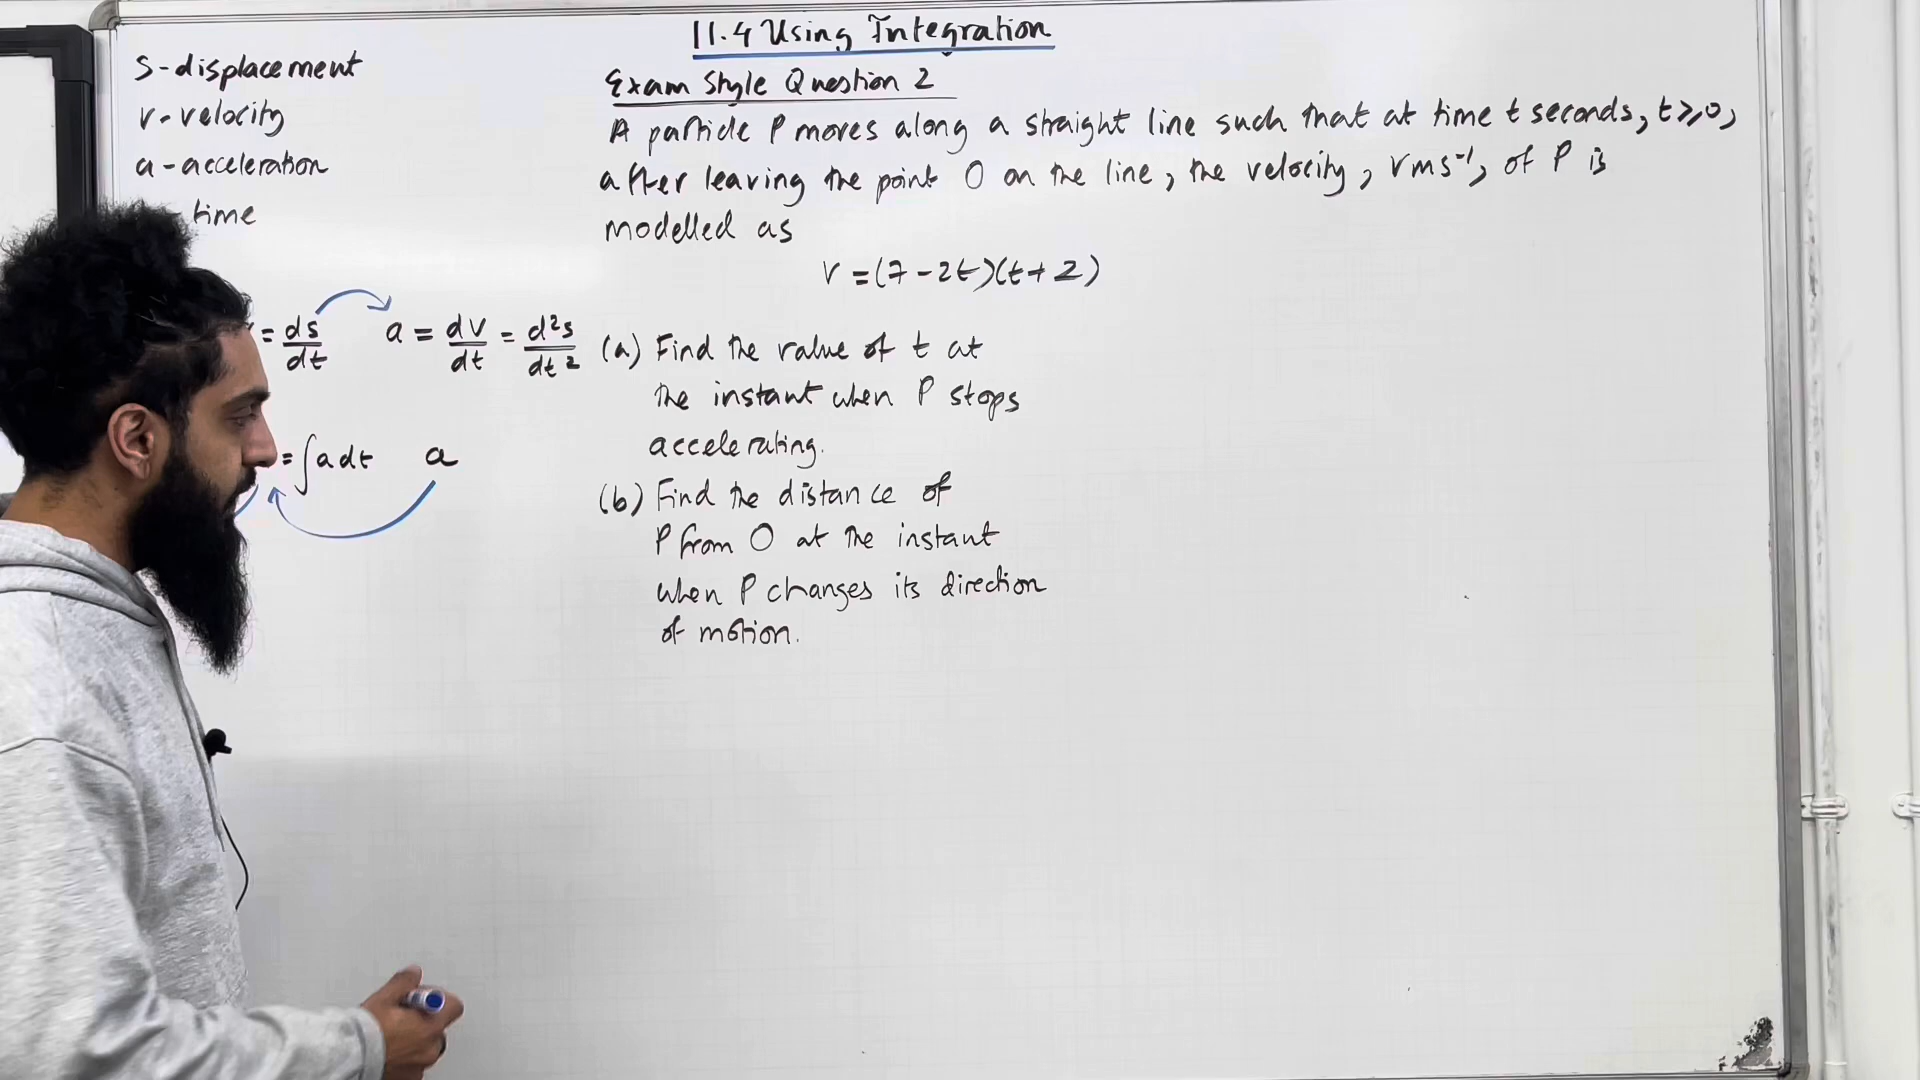 11.4 Using Integration
s-displacement
v-velocity
a-acceleration
time
= ds/dt a = dv/dt = d²s/dt²
= ∫a dt a
Exam Style Question 2
A particle P moves along a straight line such that at time t seconds, t≥0,
after leaving the point O on the line, the velocity, vms⁻¹, of P is
modelled as
v = (7-2t)(t+2)
(a) Find the value of t at
the instant when P stops
accelerating.
(b) Find the distance of
P from O at the instant
when P changes its direction
of motion.